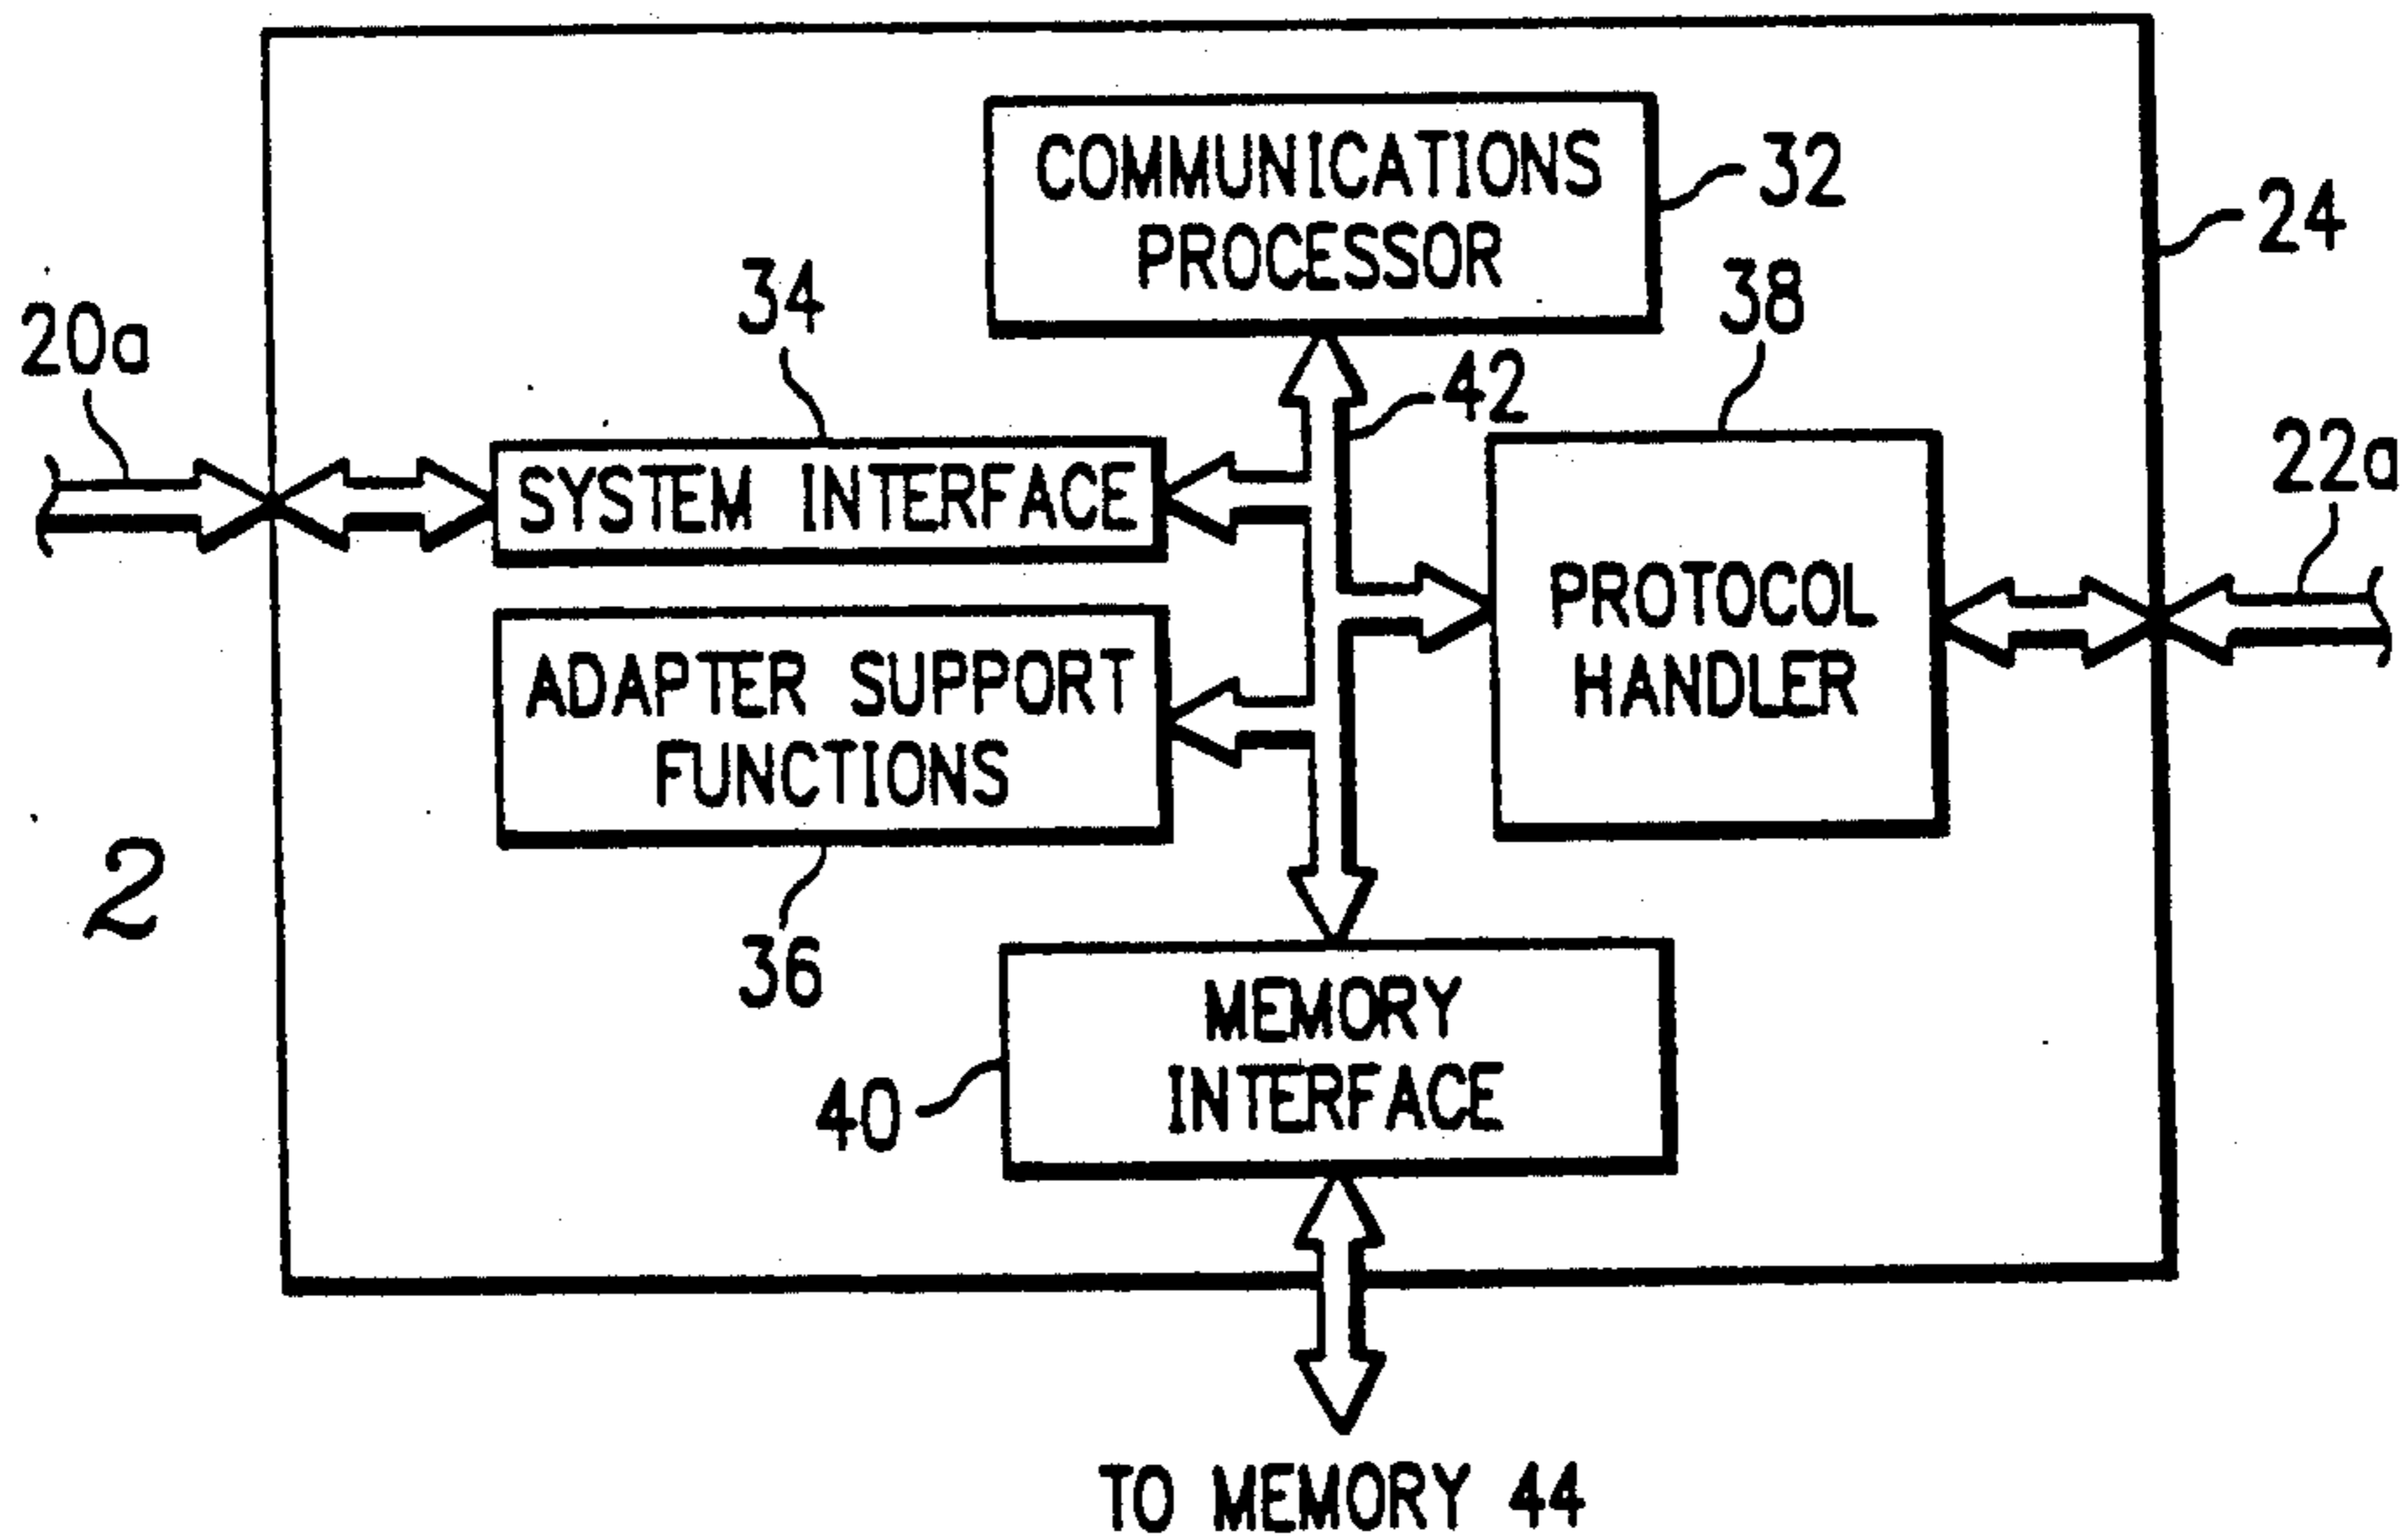 COMMUNICATIONS
PROCESSOR
32
24
34
38
20a
42
22a
SYSTEM INTERFACE
PROTOCOL
HANDLER
ADAPTER SUPPORT
FUNCTIONS
2
36
MEMORY
INTERFACE
40
TO MEMORY 44